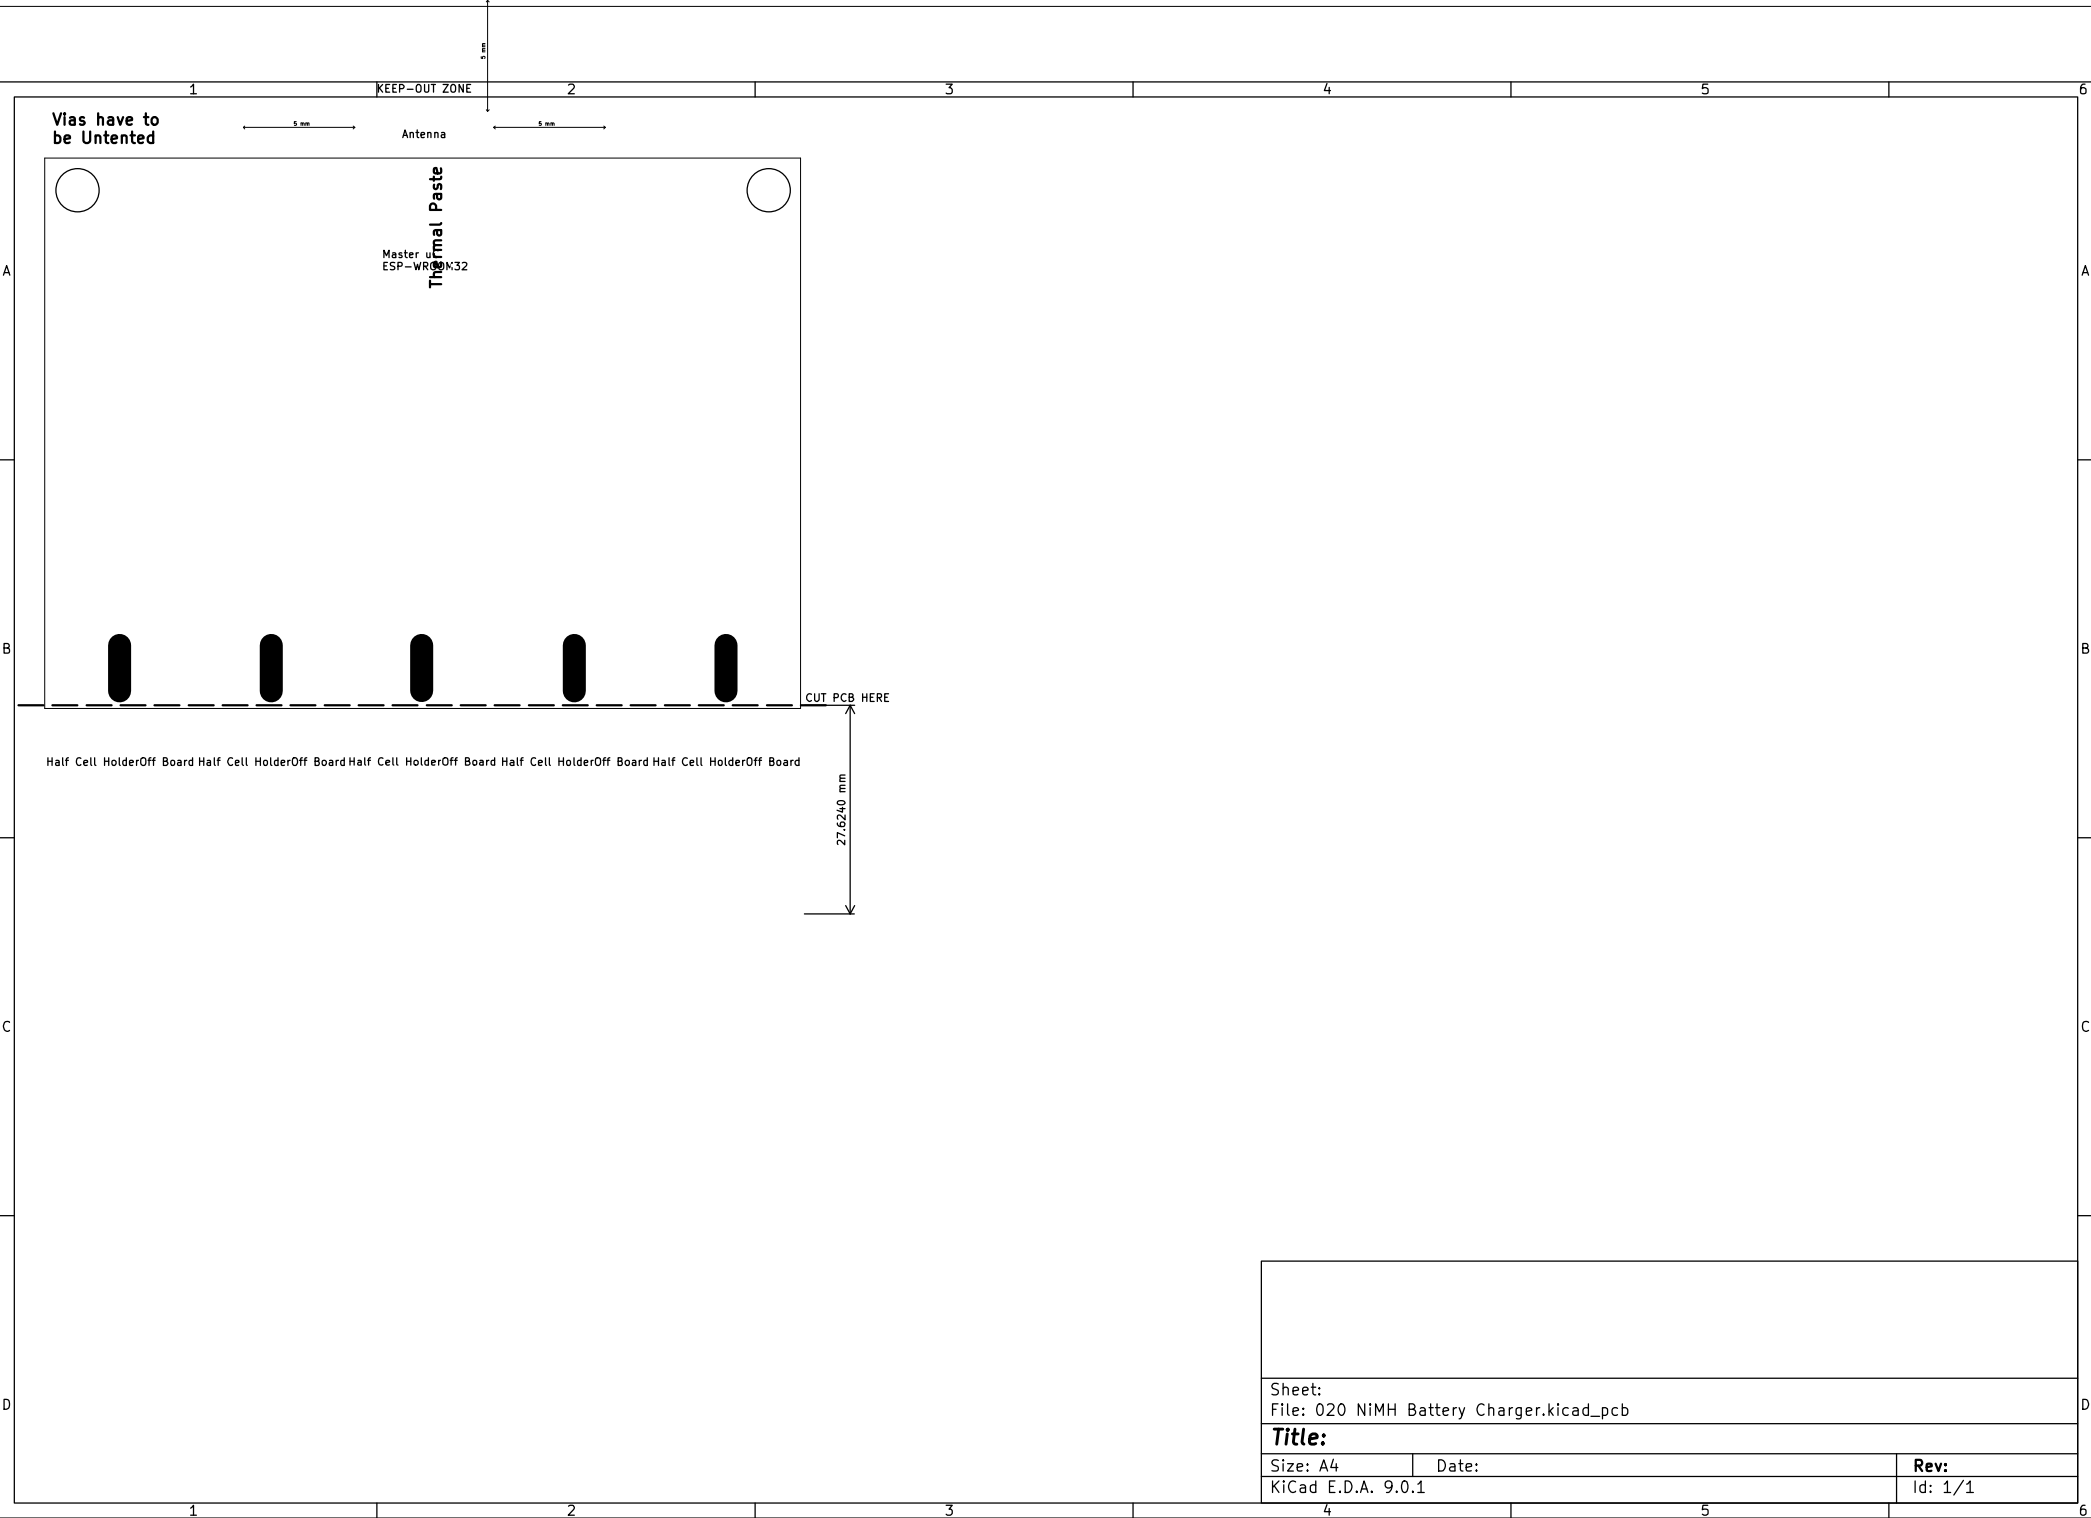 5 mm
1 KEEP-OUT ZONE 2 3 4 5 6
Vias have to
be Untented
5 mm 5 mm
Antenna
Thermal Paste
Master
ESP-WROOM32
A A
B B
CUT PCB HERE
Half Cell HolderOff Board Half Cell HolderOff Board Half Cell HolderOff Board Half Cell HolderOff Board Half Cell HolderOff Board
27.6240 mm
C C
Sheet:
File: 020 NiMH Battery Charger.kicad_pcb
D D
Title:
Size: A4 Date: Rev:
KiCad E.D.A. 9.0.1 Id: 1/1
1 2 3 4 5 6